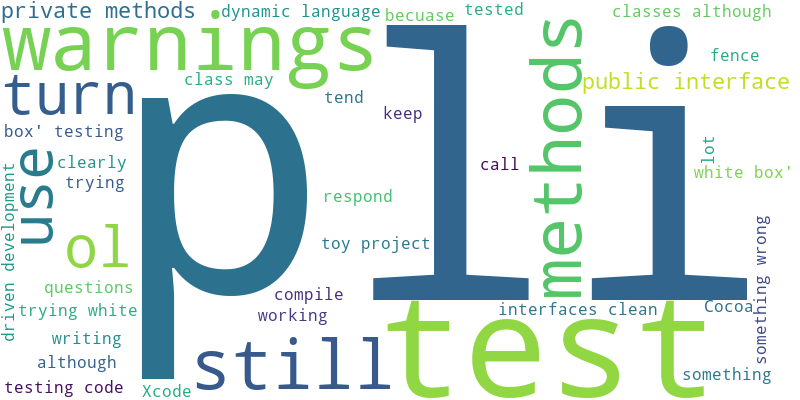 private methods
dynamic language
becuase
tested
classes although
warnings
p
li
methods
fence
public interface
class may
turn
tend
keep
box' testing
use
clearly
trying
call
lot
white box'
respond
driven development
ol
toy project
something wrong
questions
compile
interfaces clean
Cocoa
trying white
working
test
writing
still
although
something
testing code
Xcode